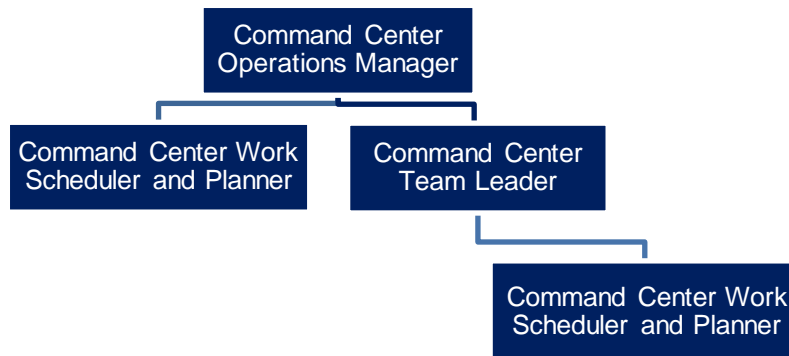 Command Center
Operations Manager
Command Center Work
Scheduler and Planner
Command Center
Team Leader
Command Center Work
Scheduler and Planner